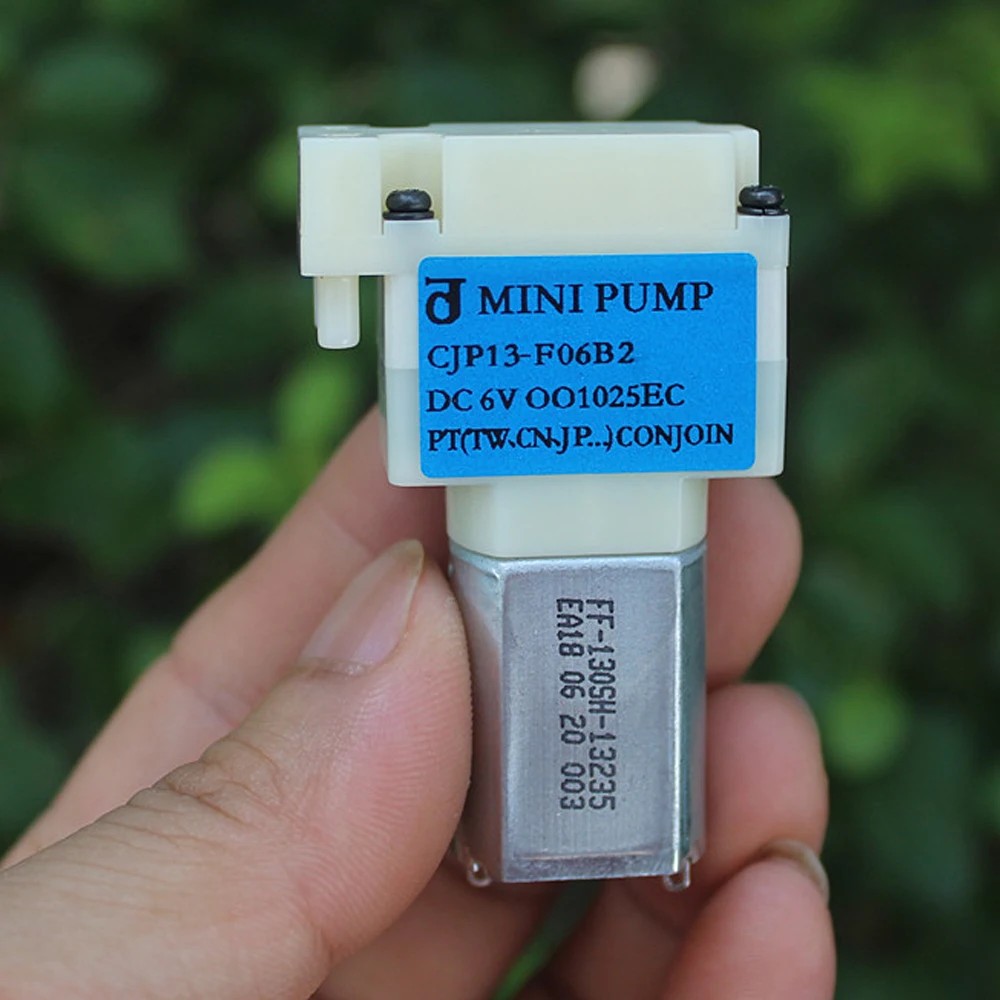 MINI PUMP
CJP13-F06B2
DC 6V OO1025EC
PT(TW、CN、JP...)CONJOIN
FF-130SH-13235
EA18 06 20 003